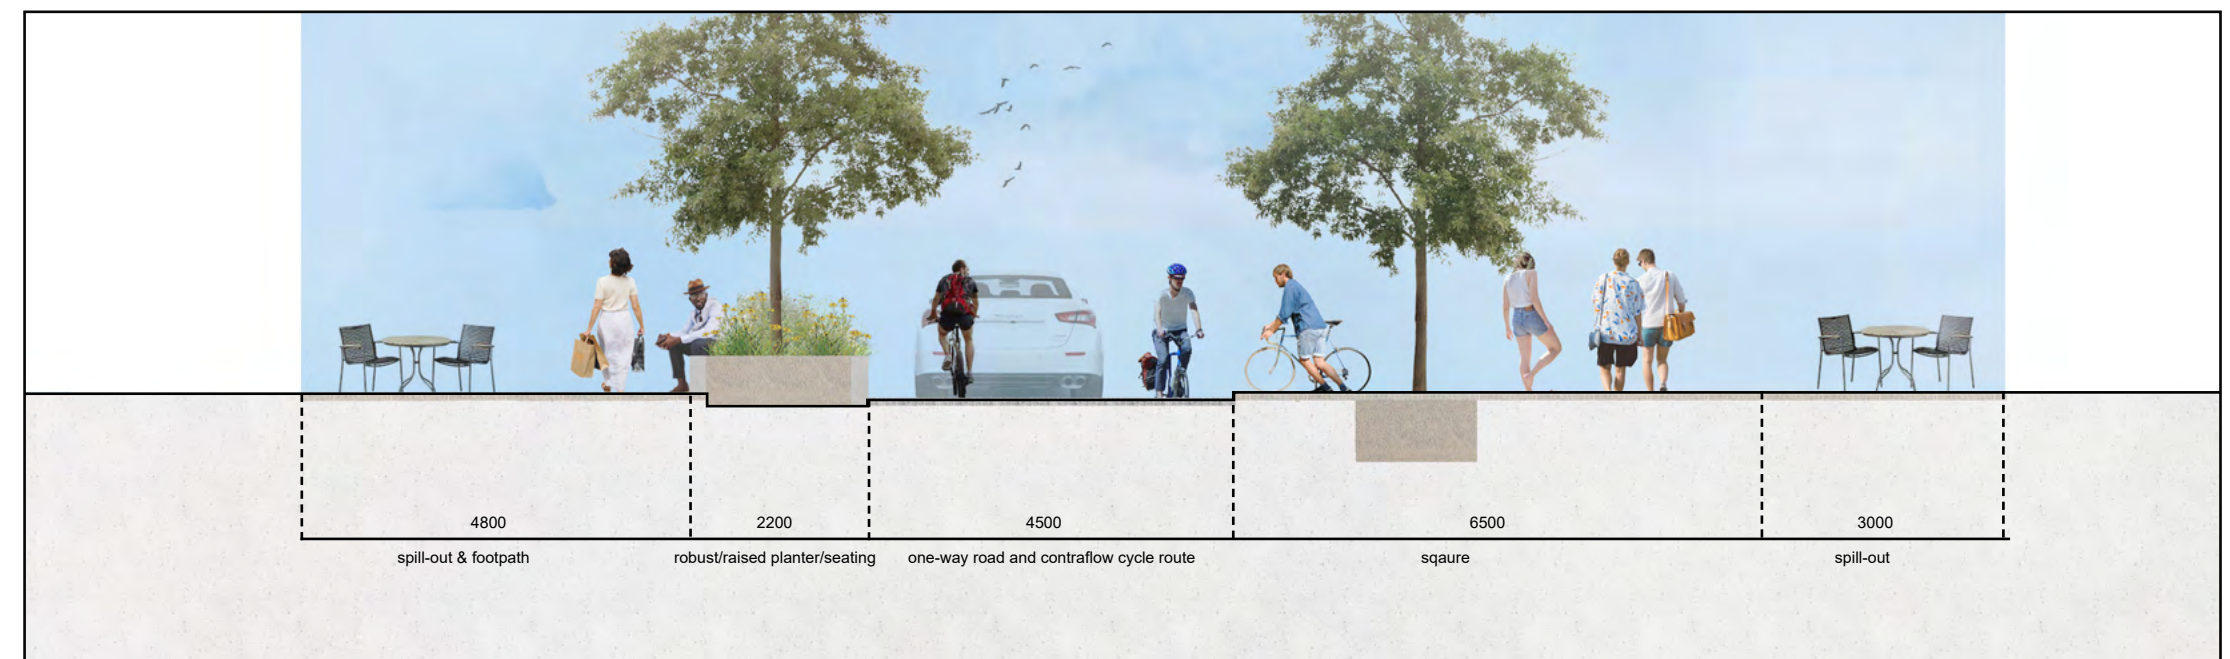 4800
2200
4500
6500
3000
spill-out & footpath
robust/raised planter/seating
one-way road and contraflow cycle route
sqaure
spill-out